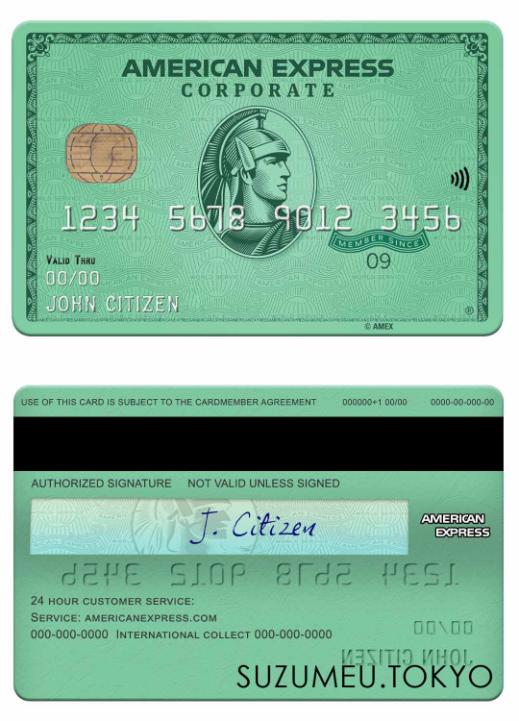 AMERICAN EXPRESS
CORPORATE
1234 5678 9012 3456
MEMBER SINCE
VALID THRU
09
00/00
JOHN CITIZEN
®
© AMEX
USE OF THIS CARD IS SUBJECT TO THE CARDMEMBER AGREEMENT 000000+1 00/00 0000-00-000-00
AUTHORIZED SIGNATURE NOT VALID UNLESS SIGNED
J. Citizen
AMERICAN
EXPRESS
1234 5678 9012 3456
24 HOUR CUSTOMER SERVICE:
SERVICE: AMERICANEXPRESS.COM
00/00
000-000-0000 INTERNATIONAL COLLECT 000-000-0000
JOHN CITIZEN
SUZUMEU.TOKYO